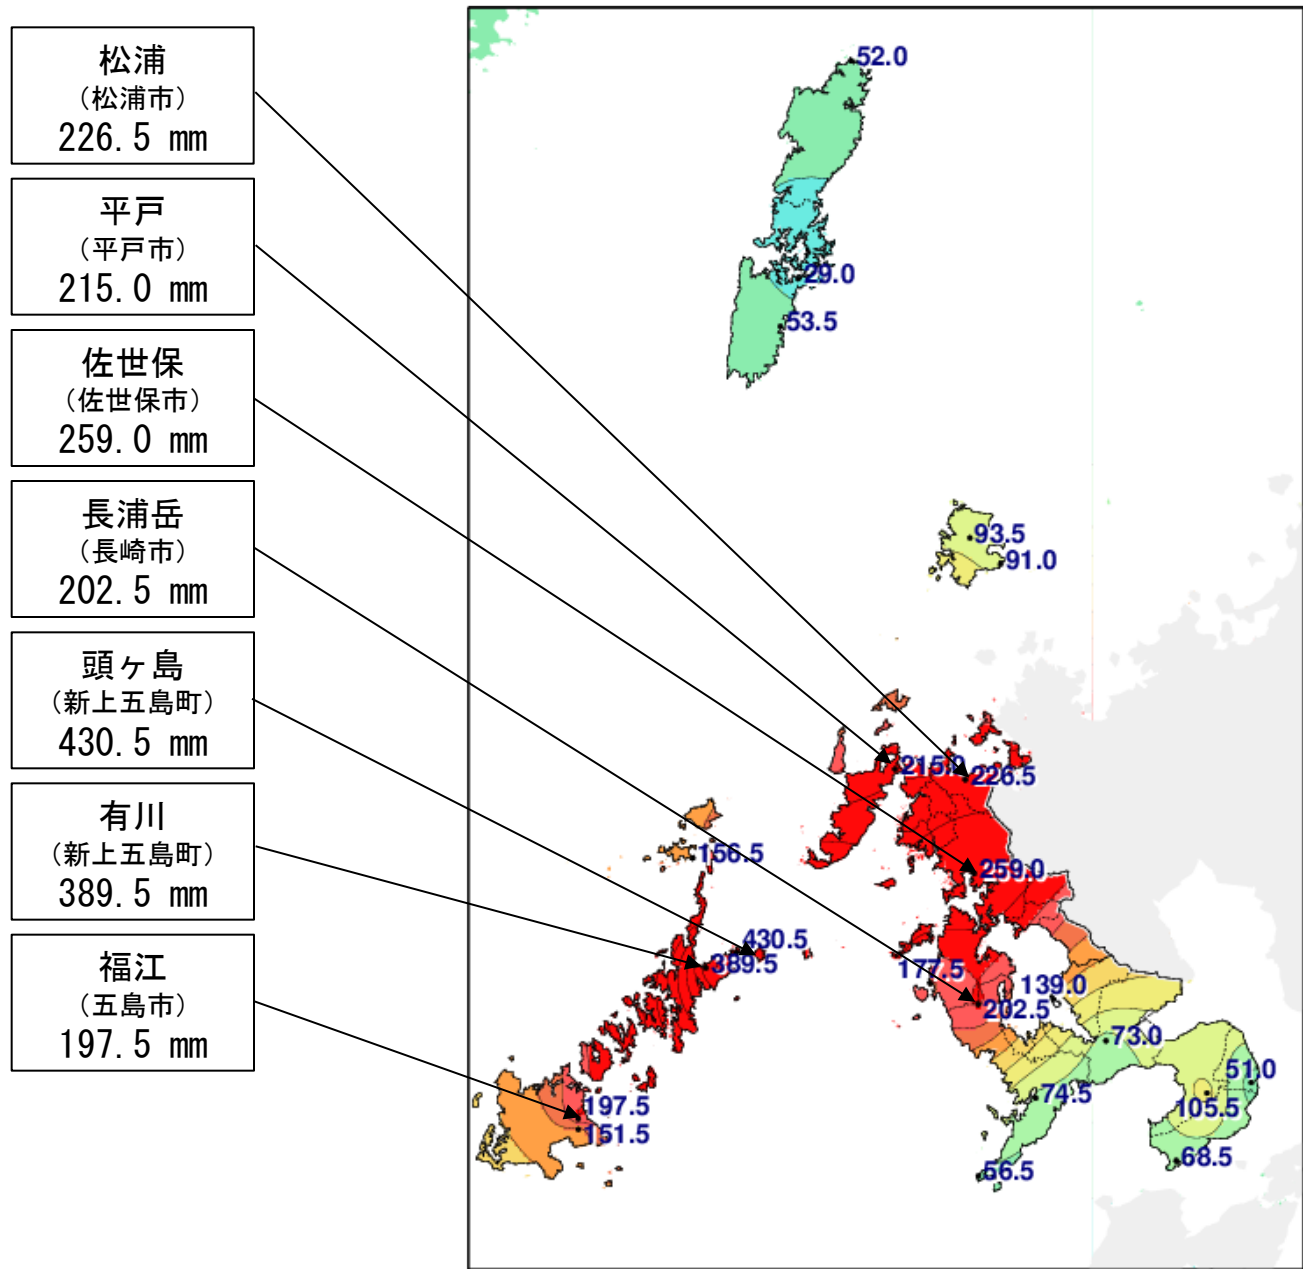 松浦
（松浦市）
226.5 mm
平戸
（平戸市）
215.0 mm
佐世保
（佐世保市）
259.0 mm
長浦岳
（長崎市）
202.5 mm
頭ヶ島
（新上五島町）
430.5 mm
有川
（新上五島町）
389.5 mm
福江
（五島市）
197.5 mm
52.0
29.0
53.5
93.5
91.0
215.0
226.5
156.5
259.0
430.5
389.5
177.5
139.0
202.5
73.0
51.0
74.5
105.5
197.5
151.5
56.5
68.5